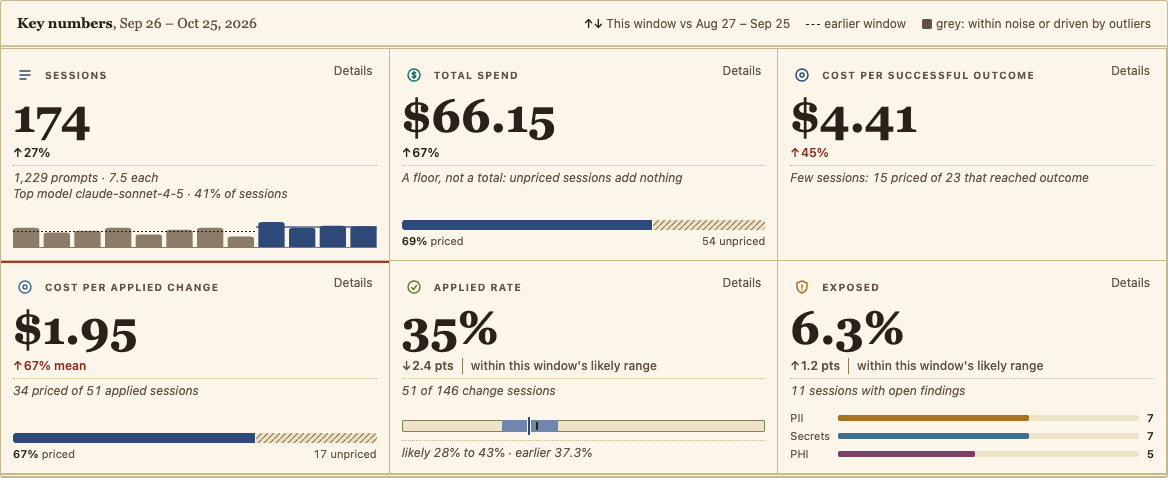 Key numbers, Sep 26 – Oct 25, 2026
↑↓ This window vs Aug 27 – Sep 25 --- earlier window grey: within noise or driven by outliers
SESSIONS Details
174
↑27%
1,229 prompts · 7.5 each
Top model claude-sonnet-4-5 · 41% of sessions
TOTAL SPEND Details
$66.15
↑67%
A floor, not a total: unpriced sessions add nothing
69% priced 54 unpriced
COST PER SUCCESSFUL OUTCOME Details
$4.41
↑45%
Few sessions: 15 priced of 23 that reached outcome
COST PER APPLIED CHANGE Details
$1.95
↑67% mean
34 priced of 51 applied sessions
67% priced 17 unpriced
APPLIED RATE Details
35%
↓2.4 pts within this window's likely range
51 of 146 change sessions
likely 28% to 43% · earlier 37.3%
EXPOSED Details
6.3%
↑1.2 pts within this window's likely range
11 sessions with open findings
PII 7
Secrets 7
PHI 5